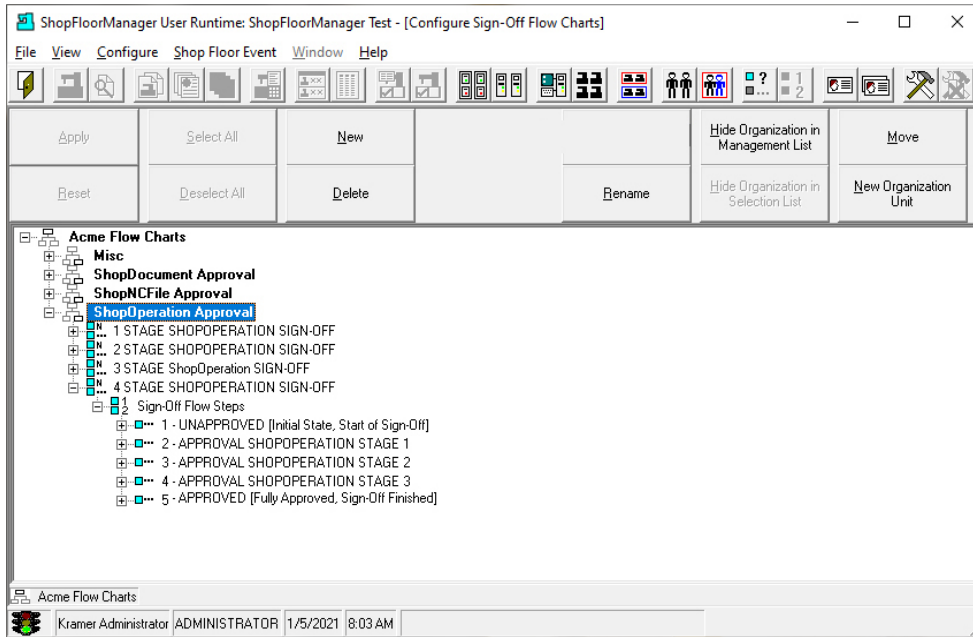 ShopFloorManager User Runtime: ShopFloorManager Test - [Configure Sign-Off Flow Charts]
File View Configure Shop Floor Event Window Help
Apply Select All New Hide Organization in Management List Move
Reset Deselect All Delete Rename Hide Organization in Selection List New Organization Unit
Acme Flow Charts
Misc
ShopDocument Approval
ShopNCFile Approval
ShopOperation Approval
1 STAGE SHOPOPERATION SIGN-OFF
2 STAGE SHOPOPERATION SIGN-OFF
3 STAGE ShopOperation SIGN-OFF
4 STAGE SHOPOPERATION SIGN-OFF
Sign-Off Flow Steps
1 - UNAPPROVED [Initial State, Start of Sign-Off]
2 - APPROVAL SHOPOPERATION STAGE 1
3 - APPROVAL SHOPOPERATION STAGE 2
4 - APPROVAL SHOPOPERATION STAGE 3
5 - APPROVED [Fully Approved, Sign-Off Finished]
Acme Flow Charts
Kramer Administrator ADMINISTRATOR 1/5/2021 8:03 AM